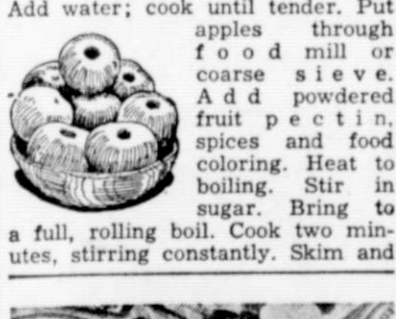 Add water; cook until tender. Put
apples through
food mill or
coarse sieve.
Add powdered
fruit pectin,
spices and food
coloring. Heat to
boiling. Stir in
sugar. Bring to
a full, rolling boil. Cook two min-
utes, stirring constantly. Skim and